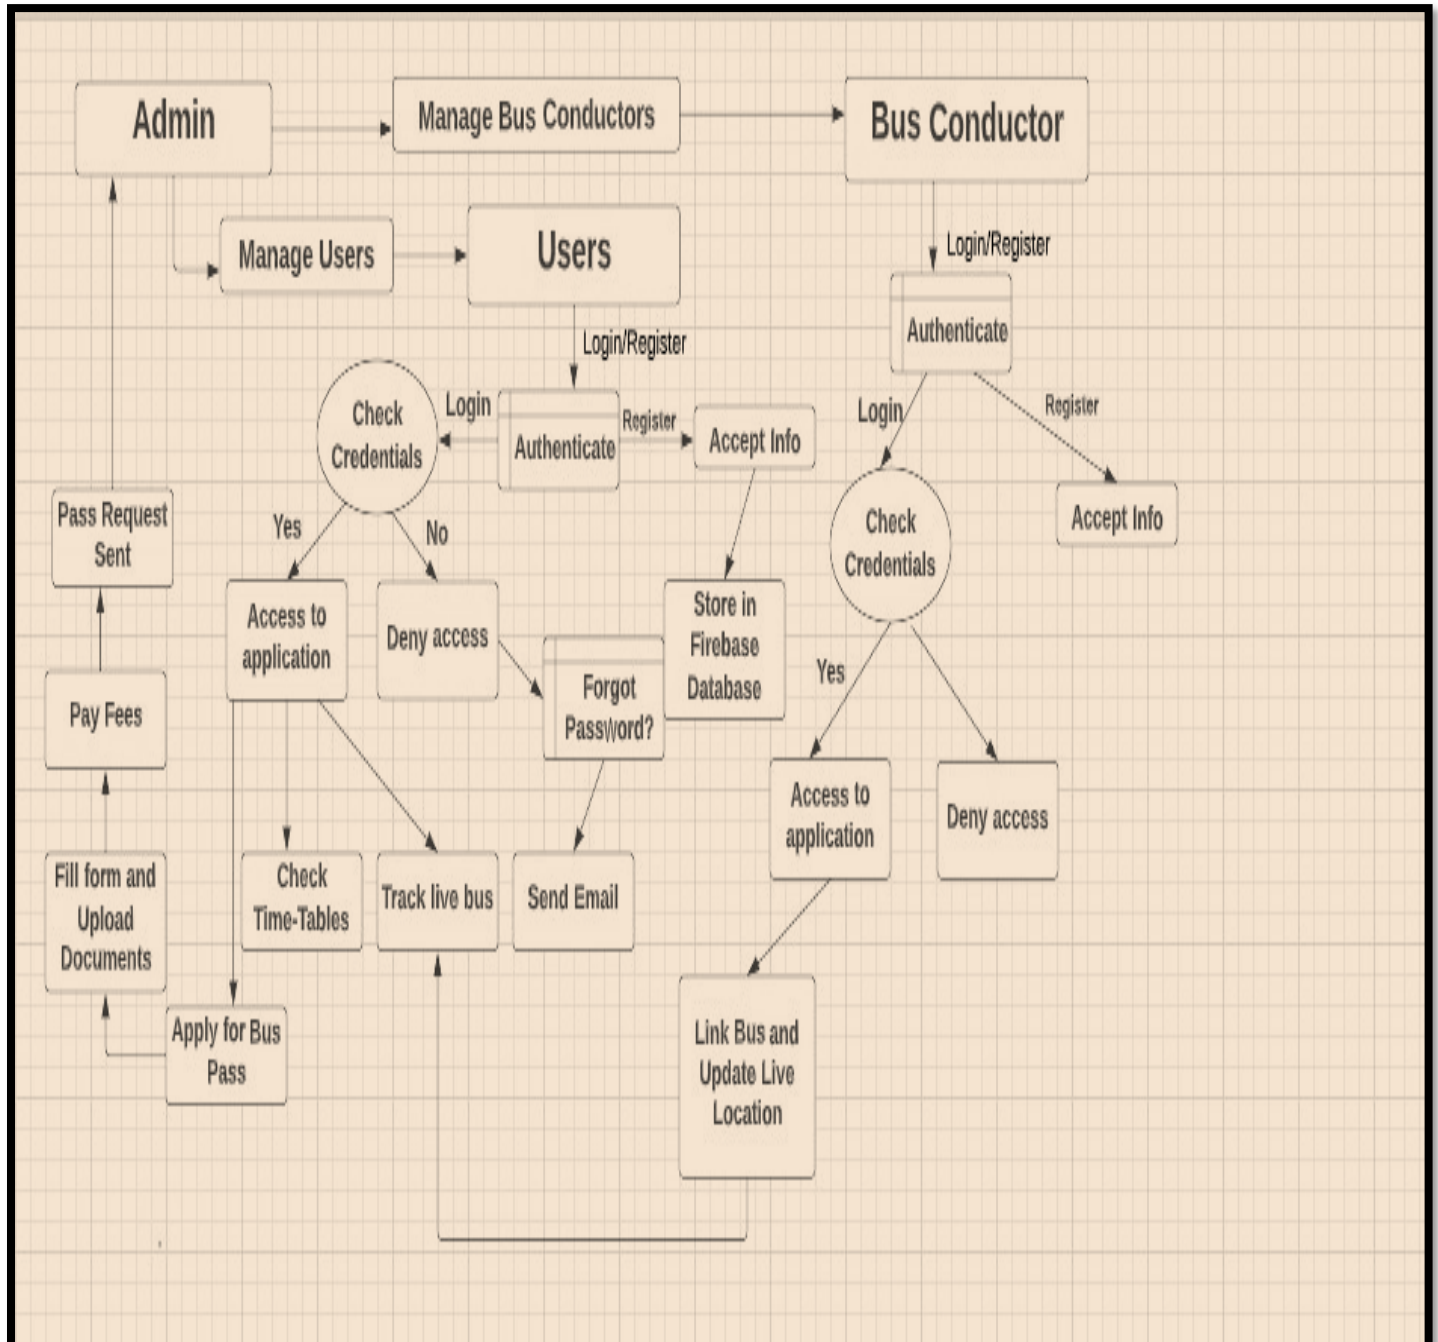 Admin
Manage Bus Conductors
Bus Conductor
Manage Users
Users
Login/Register
Login/Register
Authenticate
Check
Credentials
Login
Authenticate
Register
Accept Info
Login
Register
Pass Request
Sent
Yes
No
Check
Credentials
Accept Info
Access to
application
Deny access
Forgot
Password?
Store in
Firebase
Database
Yes
Pay Fees
Access to
application
Deny access
Fill form and
Upload
Documents
Check
Time-Tables
Track live bus
Send Email
Apply for Bus
Pass
Link Bus and
Update Live
Location